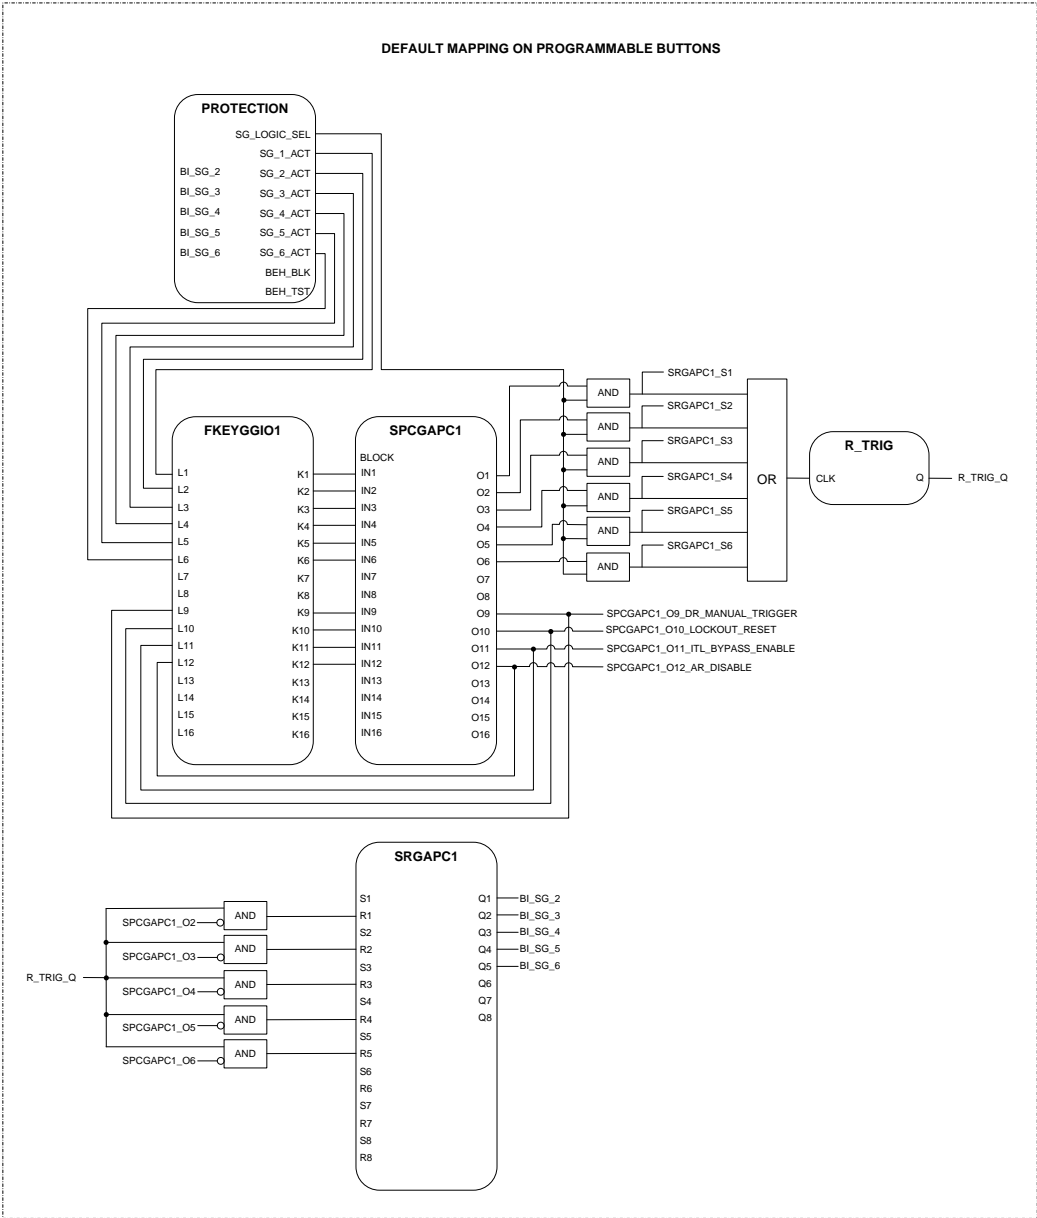 DEFAULT MAPPING ON PROGRAMMABLE BUTTONS
PROTECTION
SG_LOGIC_SEL
SG_1_ACT
BI_SG_2 SG_2_ACT
BI_SG_3 SG_3_ACT
BI_SG_4 SG_4_ACT
BI_SG_5 SG_5_ACT
BI_SG_6 SG_6_ACT
BEH_BLK
BEH_TST
FKEYGGIO1
L1 K1
L2 K2
L3 K3
L4 K4
L5 K5
L6 K6
L7 K7
L8 K8
L9 K9
L10 K10
L11 K11
L12 K12
L13 K13
L14 K14
L15 K15
L16 K16
SPCGAPC1
BLOCK
IN1 O1
IN2 O2
IN3 O3
IN4 O4
IN5 O5
IN6 O6
IN7 O7
IN8 O8
IN9 O9
IN10 O10
IN11 O11
IN12 O12
IN13 O13
IN14 O14
IN15 O15
IN16 O16
AND SRGAPC1_S1
AND SRGAPC1_S2
AND SRGAPC1_S3
AND SRGAPC1_S4
AND SRGAPC1_S5
AND SRGAPC1_S6
OR
R_TRIG
CLK Q R_TRIG_Q
SPCGAPC1_O9_DR_MANUAL_TRIGGER
SPCGAPC1_O10_LOCKOUT_RESET
SPCGAPC1_O11_ITL_BYPASS_ENABLE
SPCGAPC1_O12_AR_DISABLE
R_TRIG_Q
SPCGAPC1_O2 AND
SPCGAPC1_O3 AND
SPCGAPC1_O4 AND
SPCGAPC1_O5 AND
SPCGAPC1_O6 AND
SRGAPC1
S1 Q1 BI_SG_2
R1 Q2 BI_SG_3
S2 Q3 BI_SG_4
R2 Q4 BI_SG_5
S3 Q5 BI_SG_6
R3 Q6
S4 Q7
R4 Q8
S5
R5
S6
R6
S7
R7
S8
R8